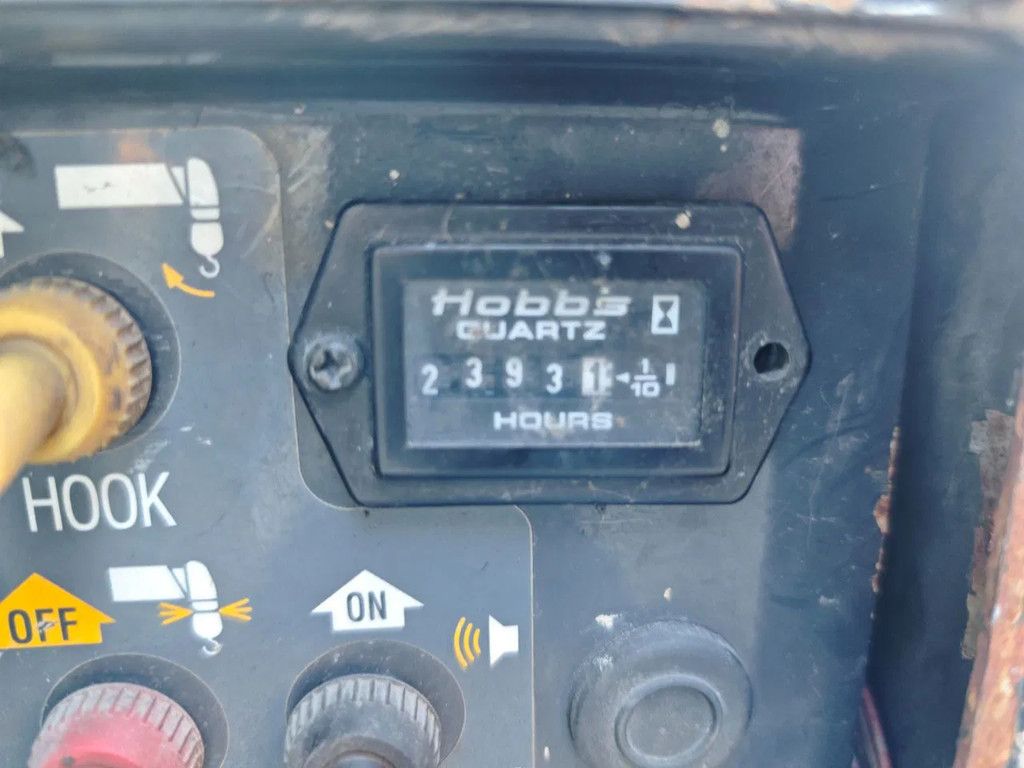 Hobbs
QUARTZ
2 3 9 3 1 1/10
HOURS
HOOK
OFF
ON